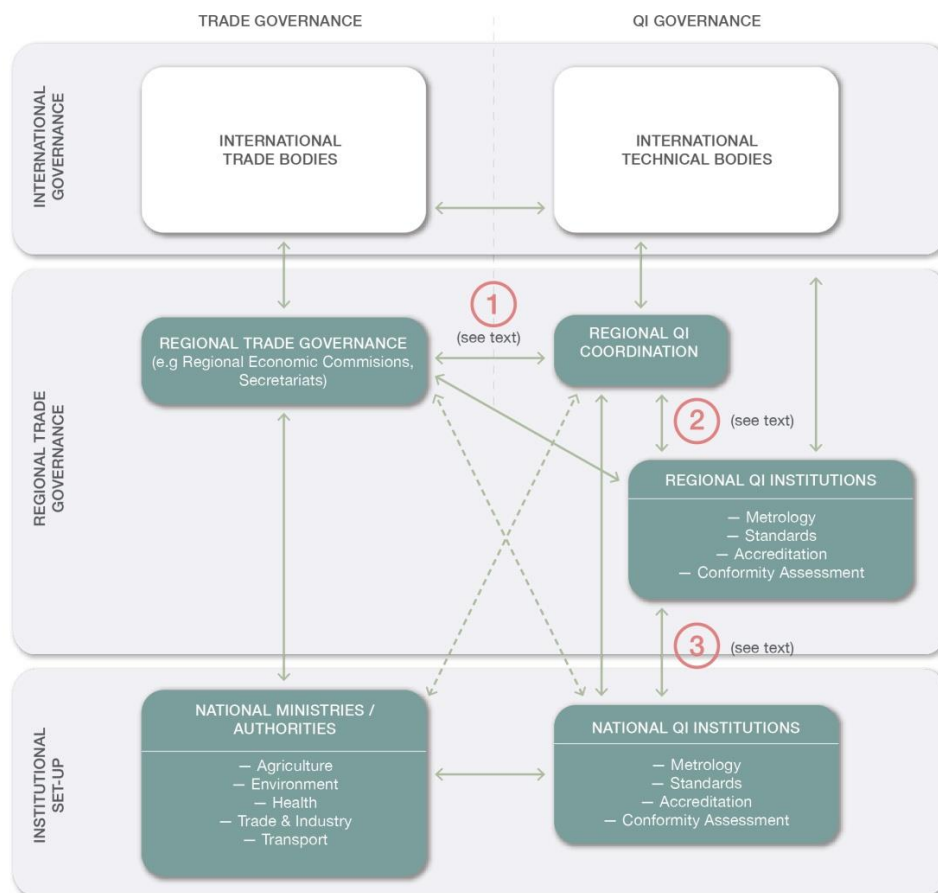 TRADE GOVERNANCE
QI GOVERNANCE
INTERNATIONAL
GOVERNANCE
INTERNATIONAL
TRADE BODIES
INTERNATIONAL
TECHNICAL BODIES
REGIONAL TRADE
GOVERNANCE
REGIONAL TRADE GOVERNANCE
(e.g Regional Economic Commisions,
Secretariats)
1
(see text)
REGIONAL QI
COORDINATION
2
(see text)
REGIONAL QI INSTITUTIONS
— Metrology
— Standards
— Accreditation
— Conformity Assessment
3
(see text)
INSTITUTIONAL
SET-UP
NATIONAL MINISTRIES /
AUTHORITIES
— Agriculture
— Environment
— Health
— Trade & Industry
— Transport
NATIONAL QI INSTITUTIONS
— Metrology
— Standards
— Accreditation
— Conformity Assessment